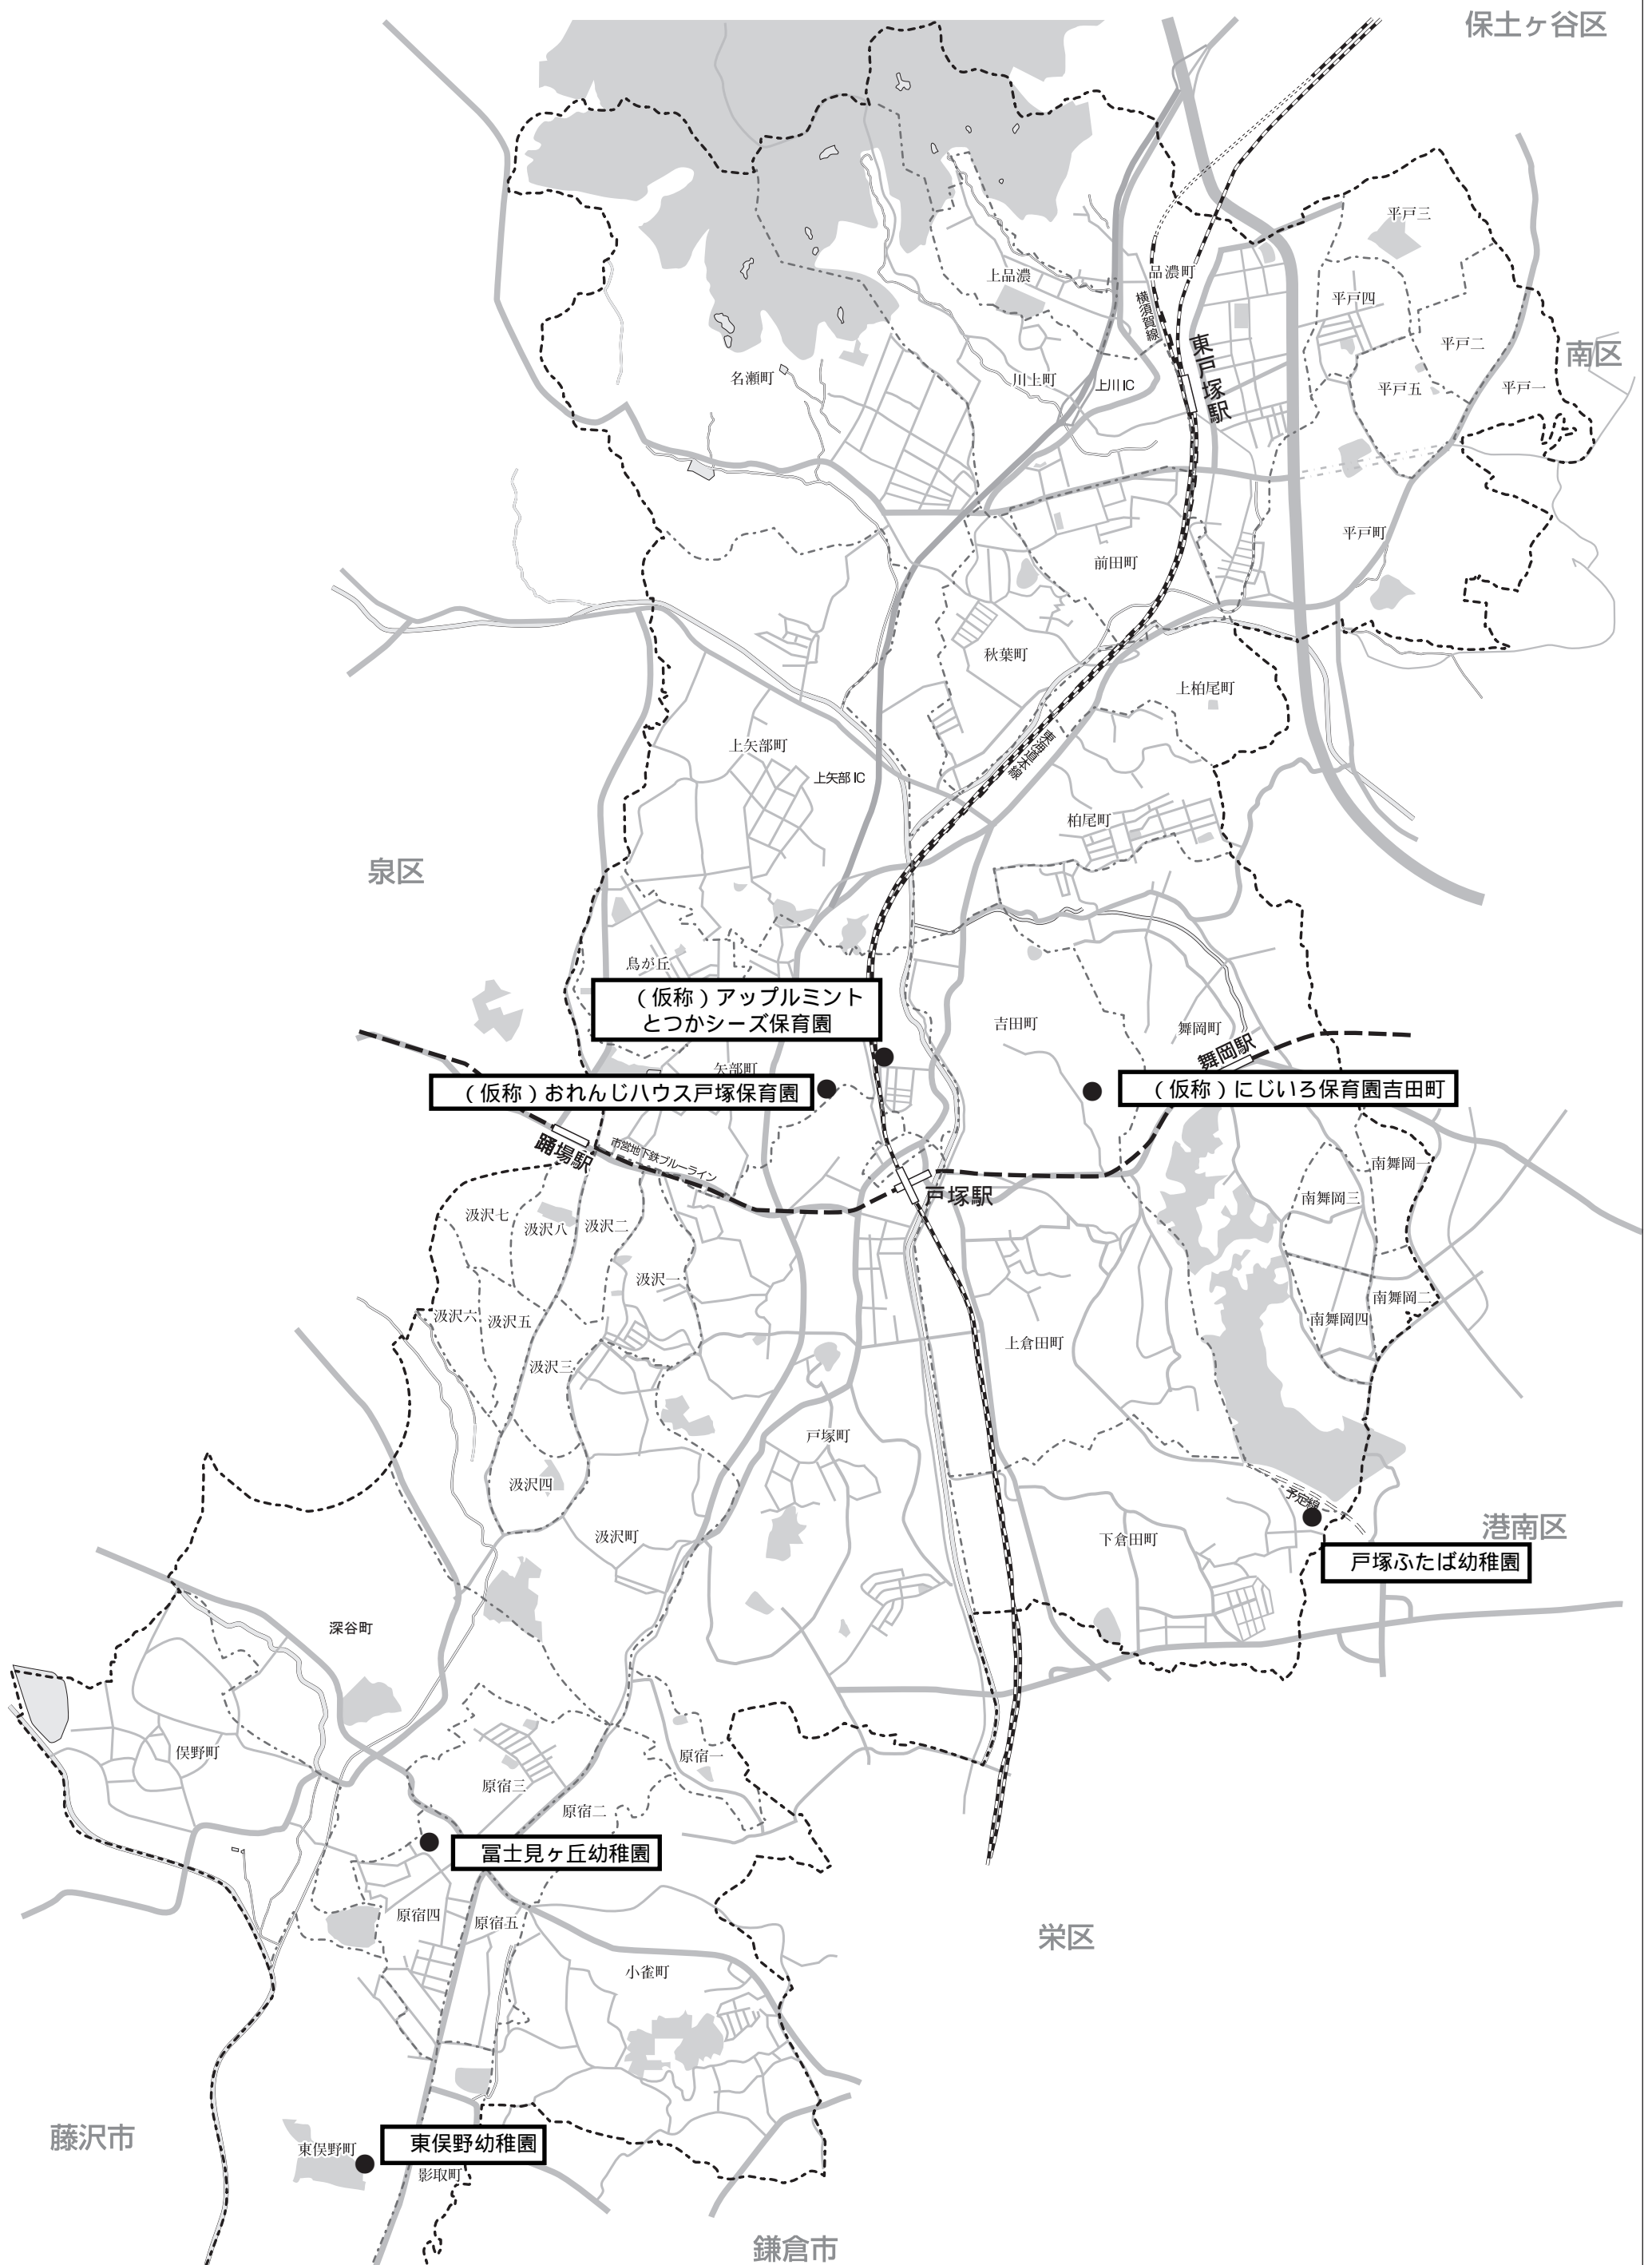 保土ヶ谷区
平戸三
上品濃
品濃町
横須賀線
平戸四
東戸塚駅
平戸二
南区
名瀬町
川上町
上川IC
平戸五
平戸一
平戸町
前田町
秋葉町
上柏尾町
東海道本線
上矢部町
上矢部IC
柏尾町
泉区
鳥が丘
(仮称)アップルミント
とつかシーズ保育園
吉田町
舞岡町
舞岡駅
矢部町
(仮称)おれんじハウス戸塚保育園
(仮称)にじいろ保育園吉田町
踊場駅
市営地下鉄ブルーライン
戸塚駅
南舞岡一
南舞岡三
汲沢七
汲沢八
汲沢二
汲沢一
南舞岡二
南舞岡四
汲沢六
汲沢五
上倉田町
汲沢三
戸塚町
汲沢四
予定線
汲沢町
下倉田町
港南区
戸塚ふたば幼稚園
深谷町
俣野町
原宿一
原宿三
原宿二
冨士見ヶ丘幼稚園
原宿四
原宿五
栄区
小雀町
藤沢市
東俣野幼稚園
東俣野町
影取町
鎌倉市